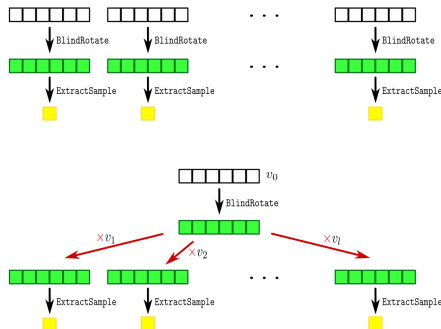 . . .
BlindRotate BlindRotate BlindRotate
. . .
ExtractSample ExtractSample ExtractSample
v₀
BlindRotate
×v₁ ×v₂ ×vₗ
. . .
ExtractSample ExtractSample ExtractSample